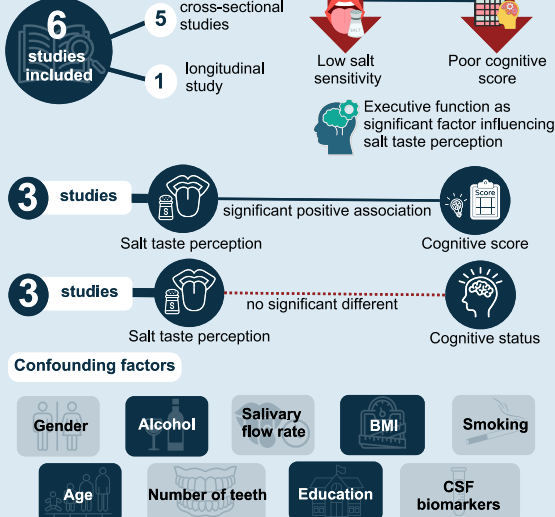 6
studies
included
5
cross-sectional
studies
1
longitudinal
study
SALT
Low salt
sensitivity
Poor cognitive
score
Executive function as
significant factor influencing
salt taste perception
3 studies
S
significant positive association
Score
Salt taste perception
Cognitive score
3 studies
S
no significant different
Salt taste perception
Cognitive status
Confounding factors
Gender
Alcohol
Salivary
flow rate
BMI
Smoking
Age
Number of teeth
Education
CSF
biomarkers